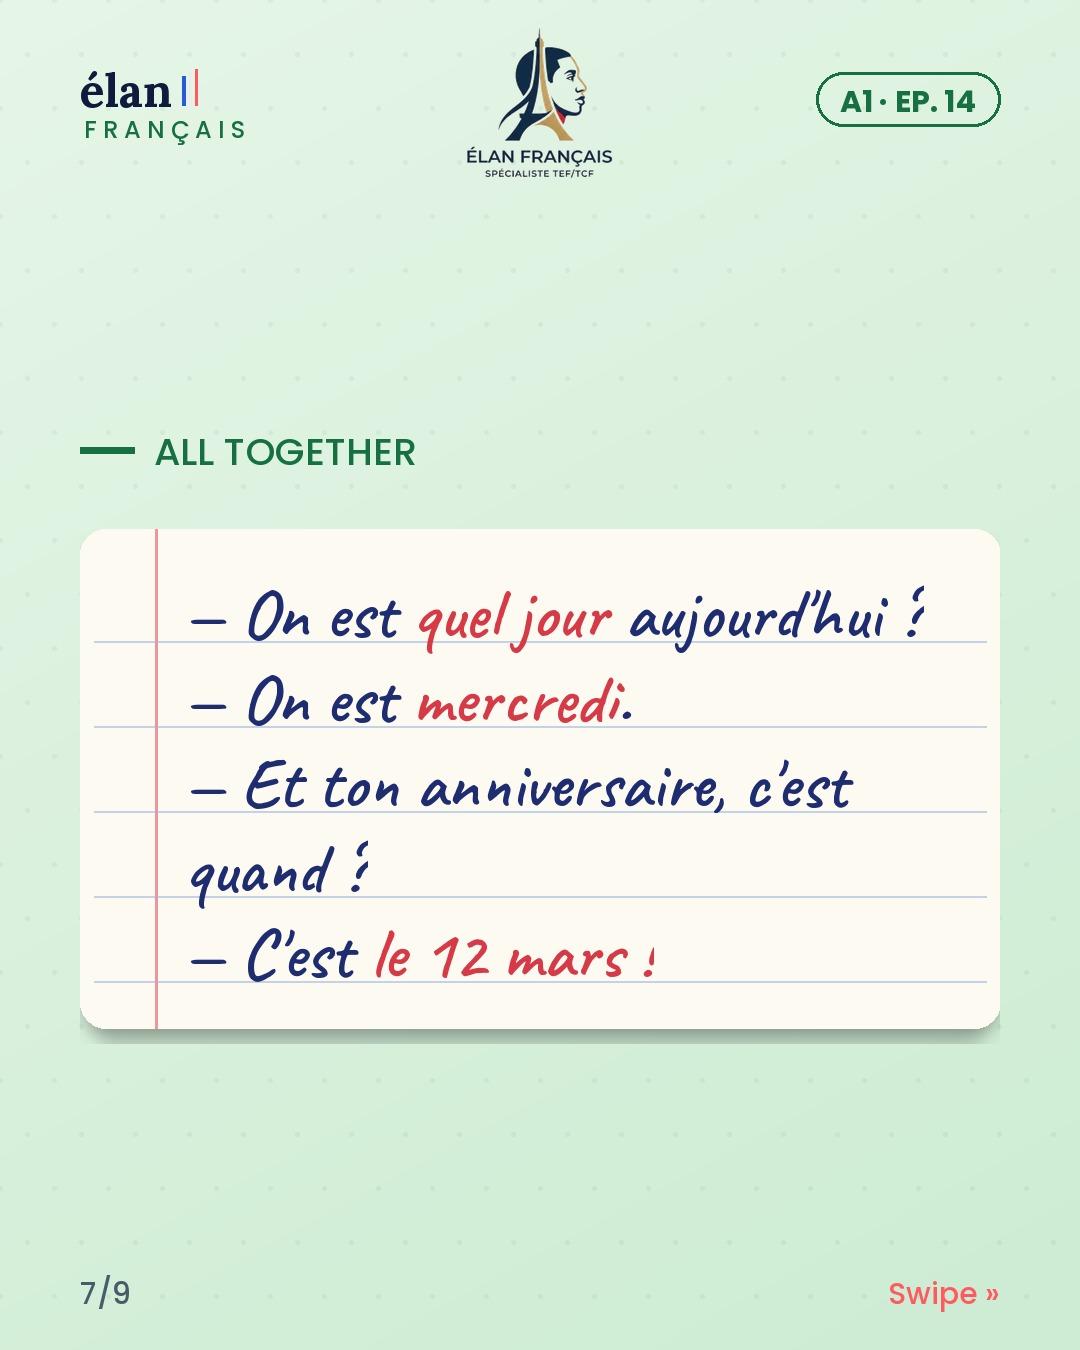 élan
FRANÇAIS
ÉLAN FRANÇAIS
SPÉCIALISTE TEF/TCF
A1 · EP. 14
— ALL TOGETHER
— On est quel jour aujourd'hui ?
— On est mercredi.
— Et ton anniversaire, c'est
quand ?
— C'est le 12 mars !
7/9
Swipe »